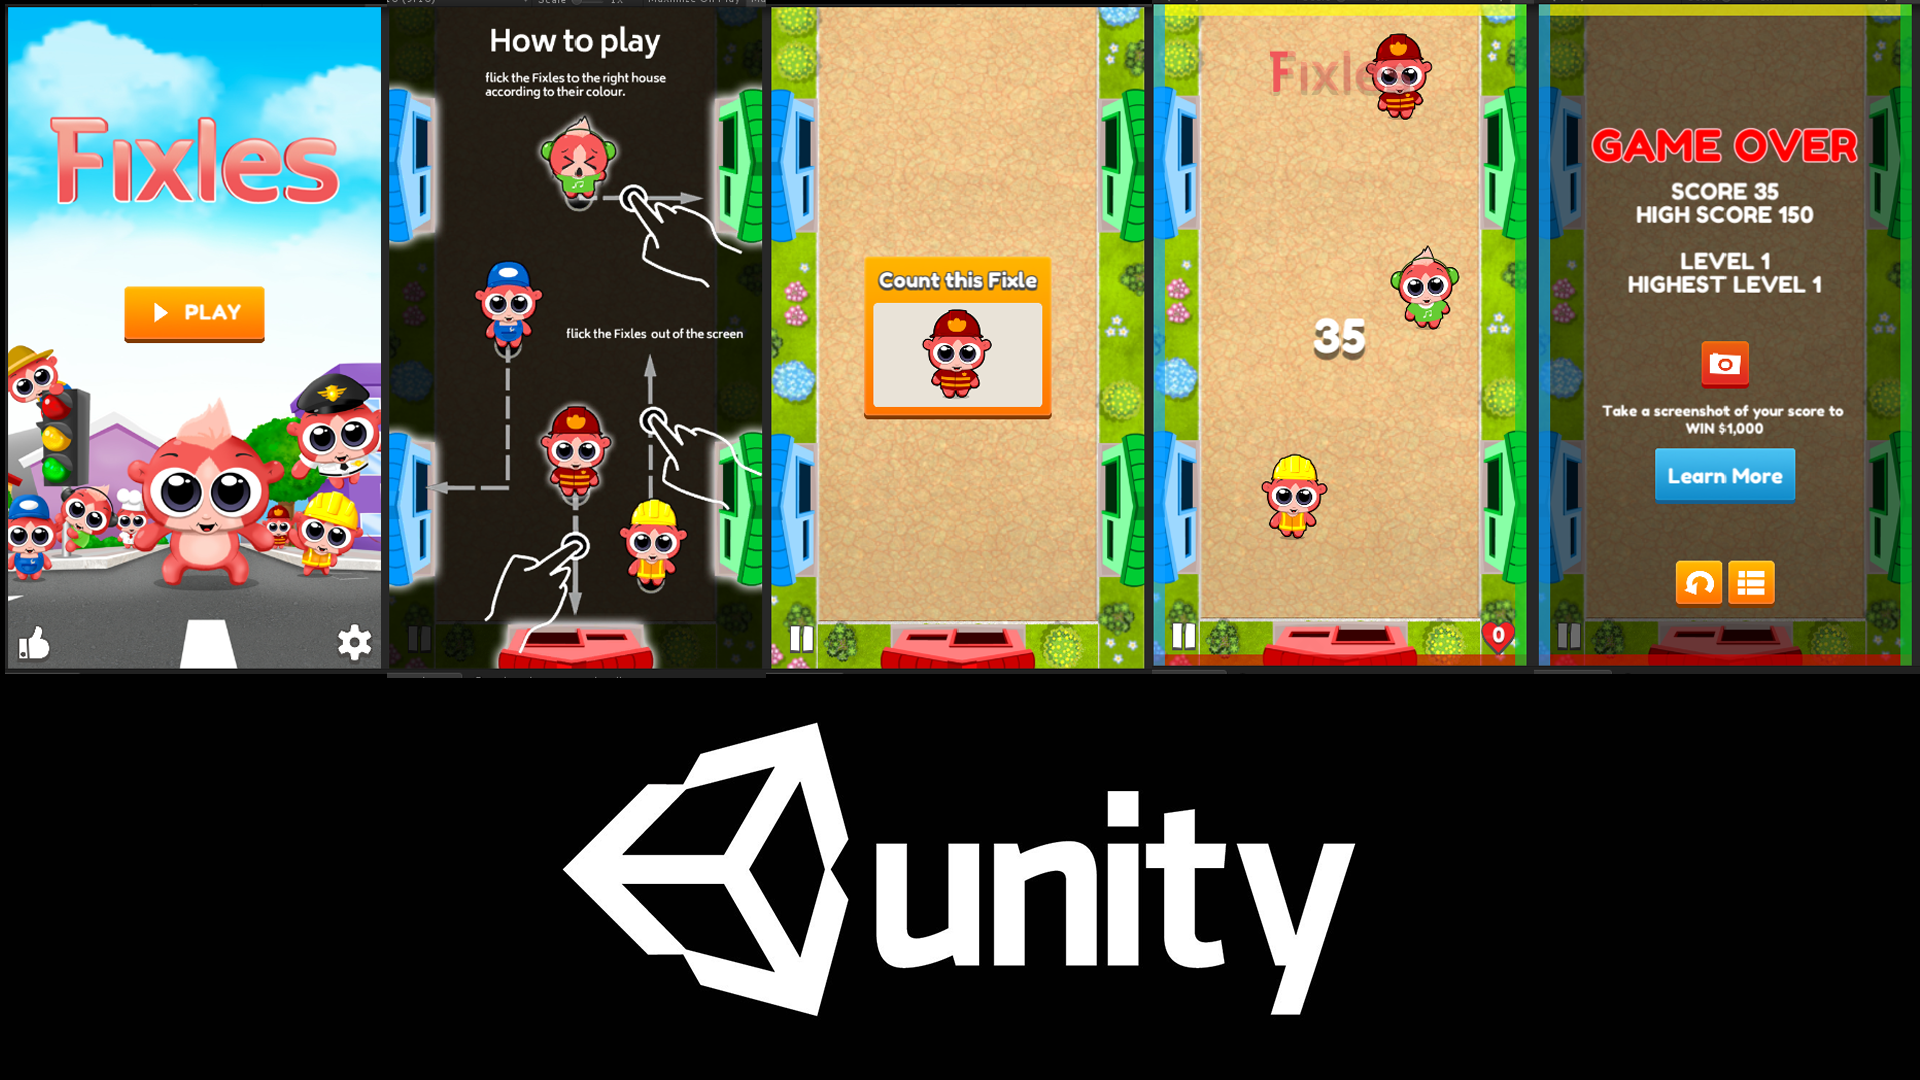 Fixles
PLAY
How to play
flick the Fixles to the right house
according to their colour.
flick the Fixles out of the screen
Count this Fixle
Fixle
35
0
GAME OVER
SCORE 35
HIGH SCORE 150
LEVEL 1
HIGHEST LEVEL 1
Take a screenshot of your score to
WIN $1,000
Learn More
unity